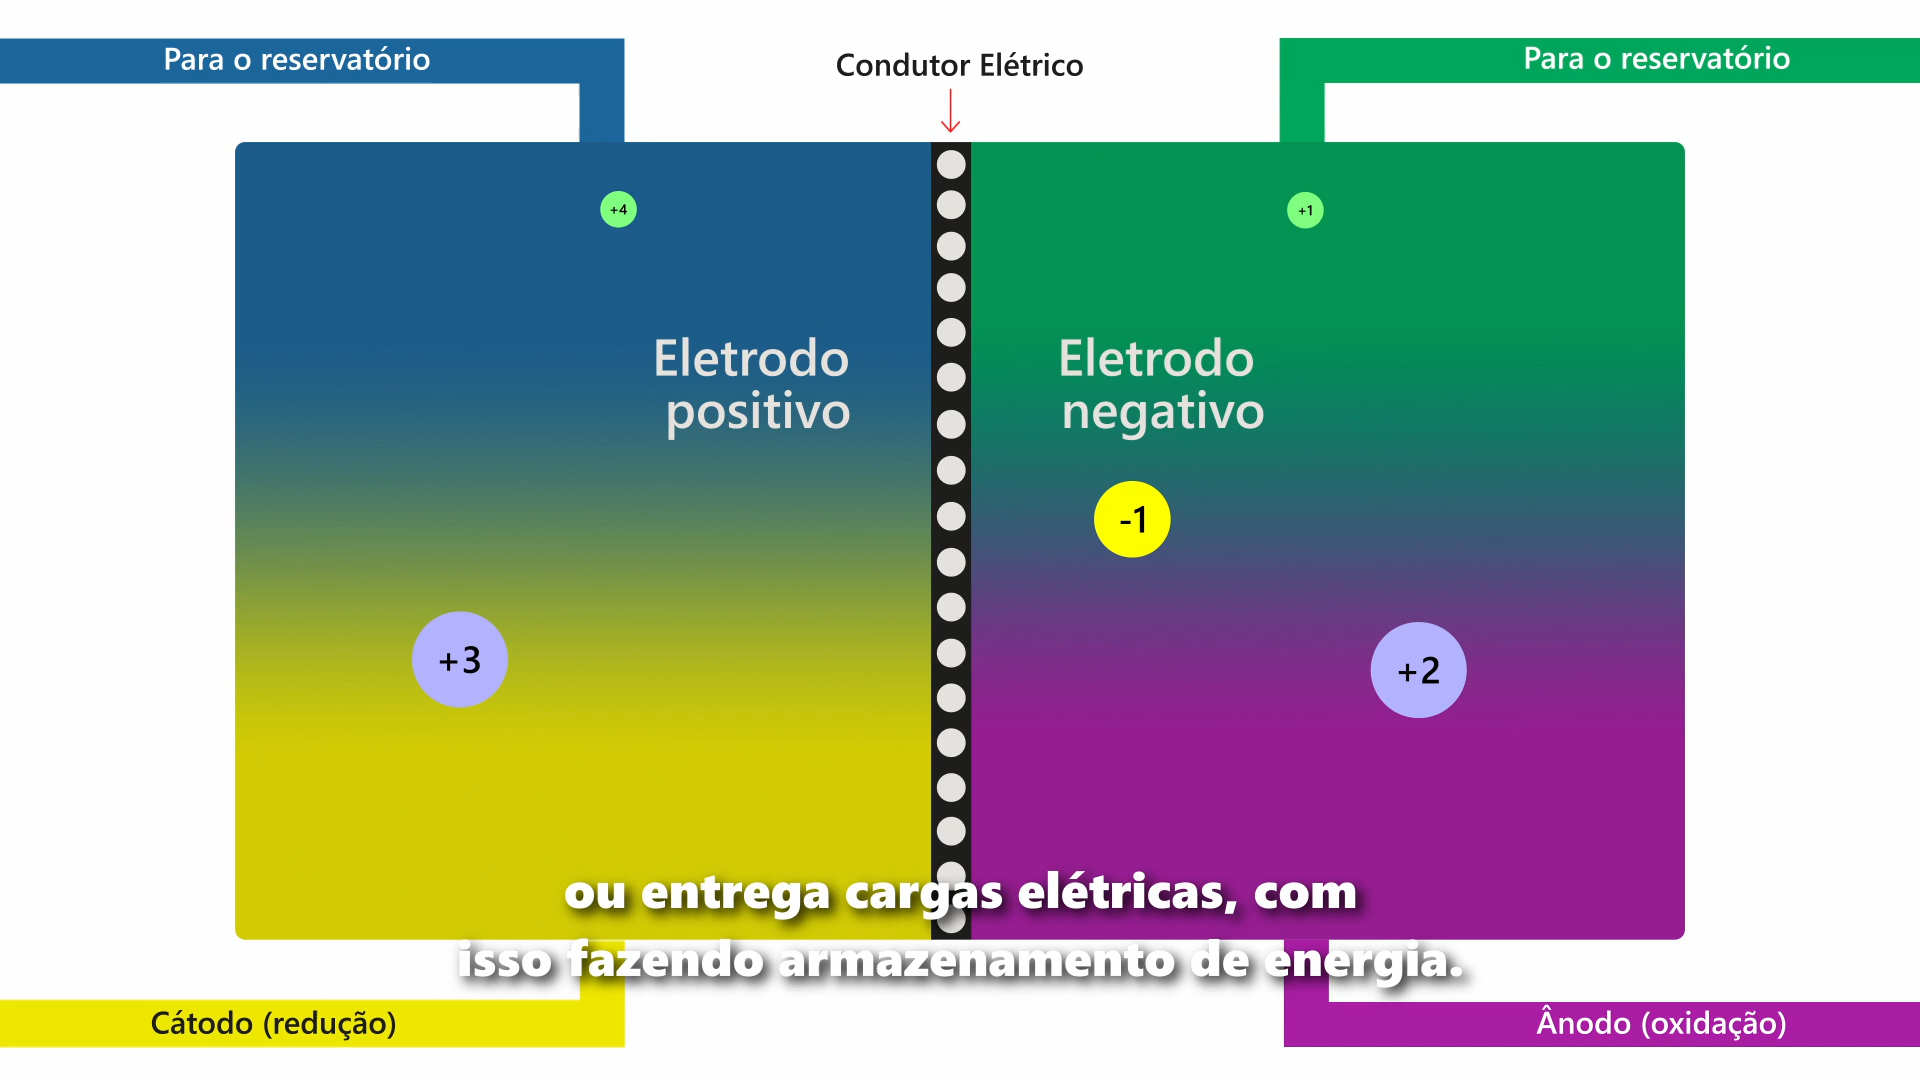 Para o reservatório
Condutor Elétrico
Para o reservatório
+4
+1
Eletrodo
positivo
Eletrodo
negativo
-1
+3
+2
ou entrega cargas elétricas, com
isso fazendo armazenamento de energia.
Cátodo (redução)
Ânodo (oxidação)